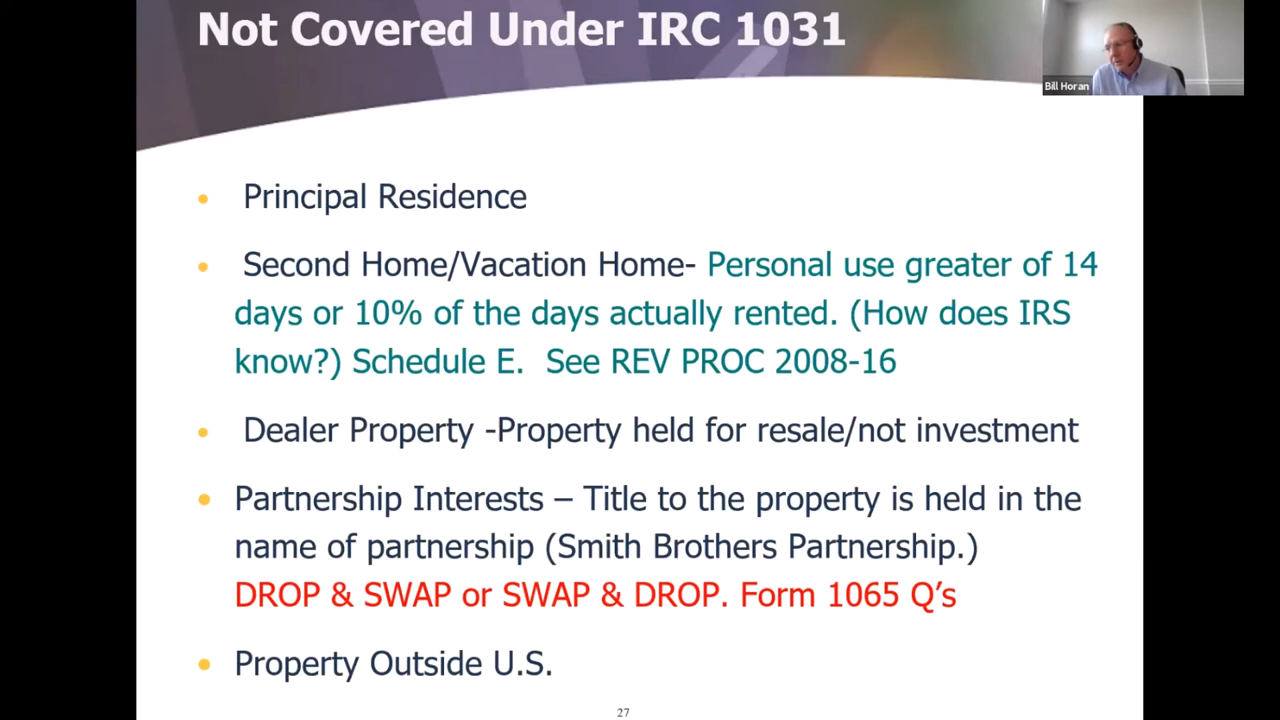 Not Covered Under IRC 1031
Bill Horan
• Principal Residence
• Second Home/Vacation Home- Personal use greater of 14
days or 10% of the days actually rented. (How does IRS
know?) Schedule E.  See REV PROC 2008-16
• Dealer Property -Property held for resale/not investment
• Partnership Interests – Title to the property is held in the
name of partnership (Smith Brothers Partnership.)
DROP & SWAP or SWAP & DROP. Form 1065 Q’s
• Property Outside U.S.
27